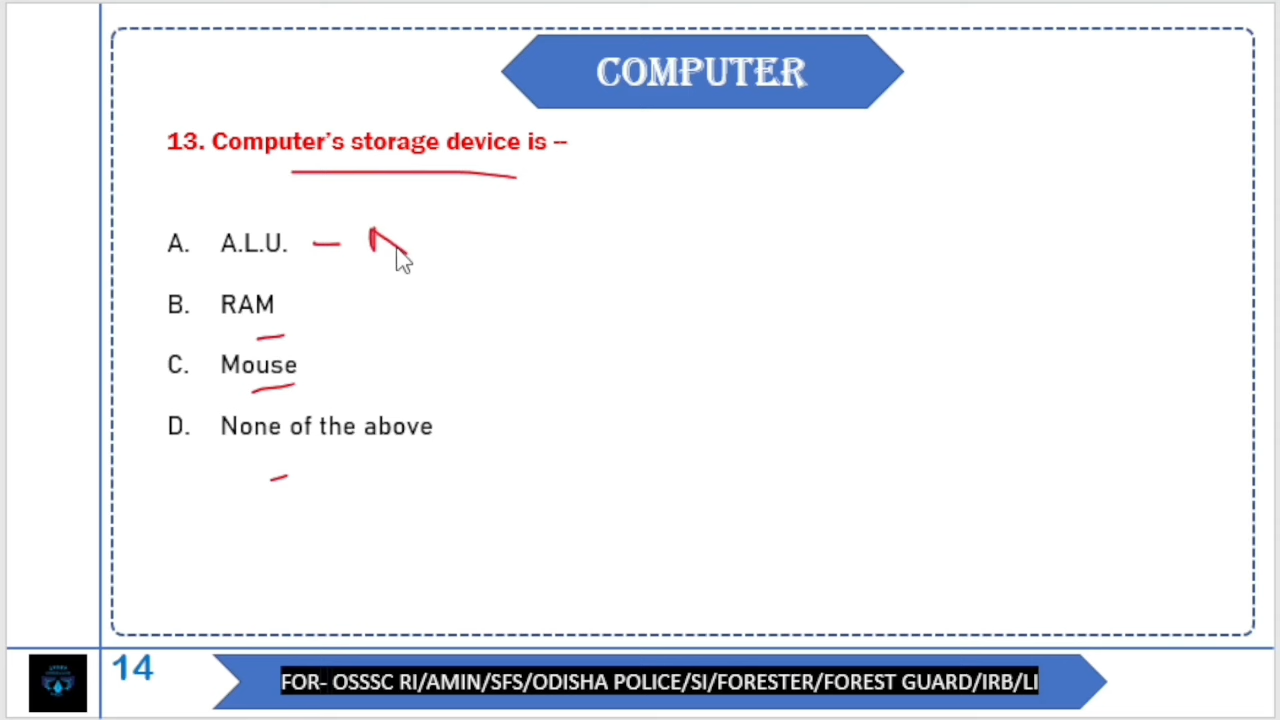 COMPUTER
13. Computer's storage device is –
A. A.L.U.
B. RAM
C. Mouse
D. None of the above
14
FOR- OSSSC RI/AMIN/SFS/ODISHA POLICE/SI/FORESTER/FOREST GUARD/IRB/LI